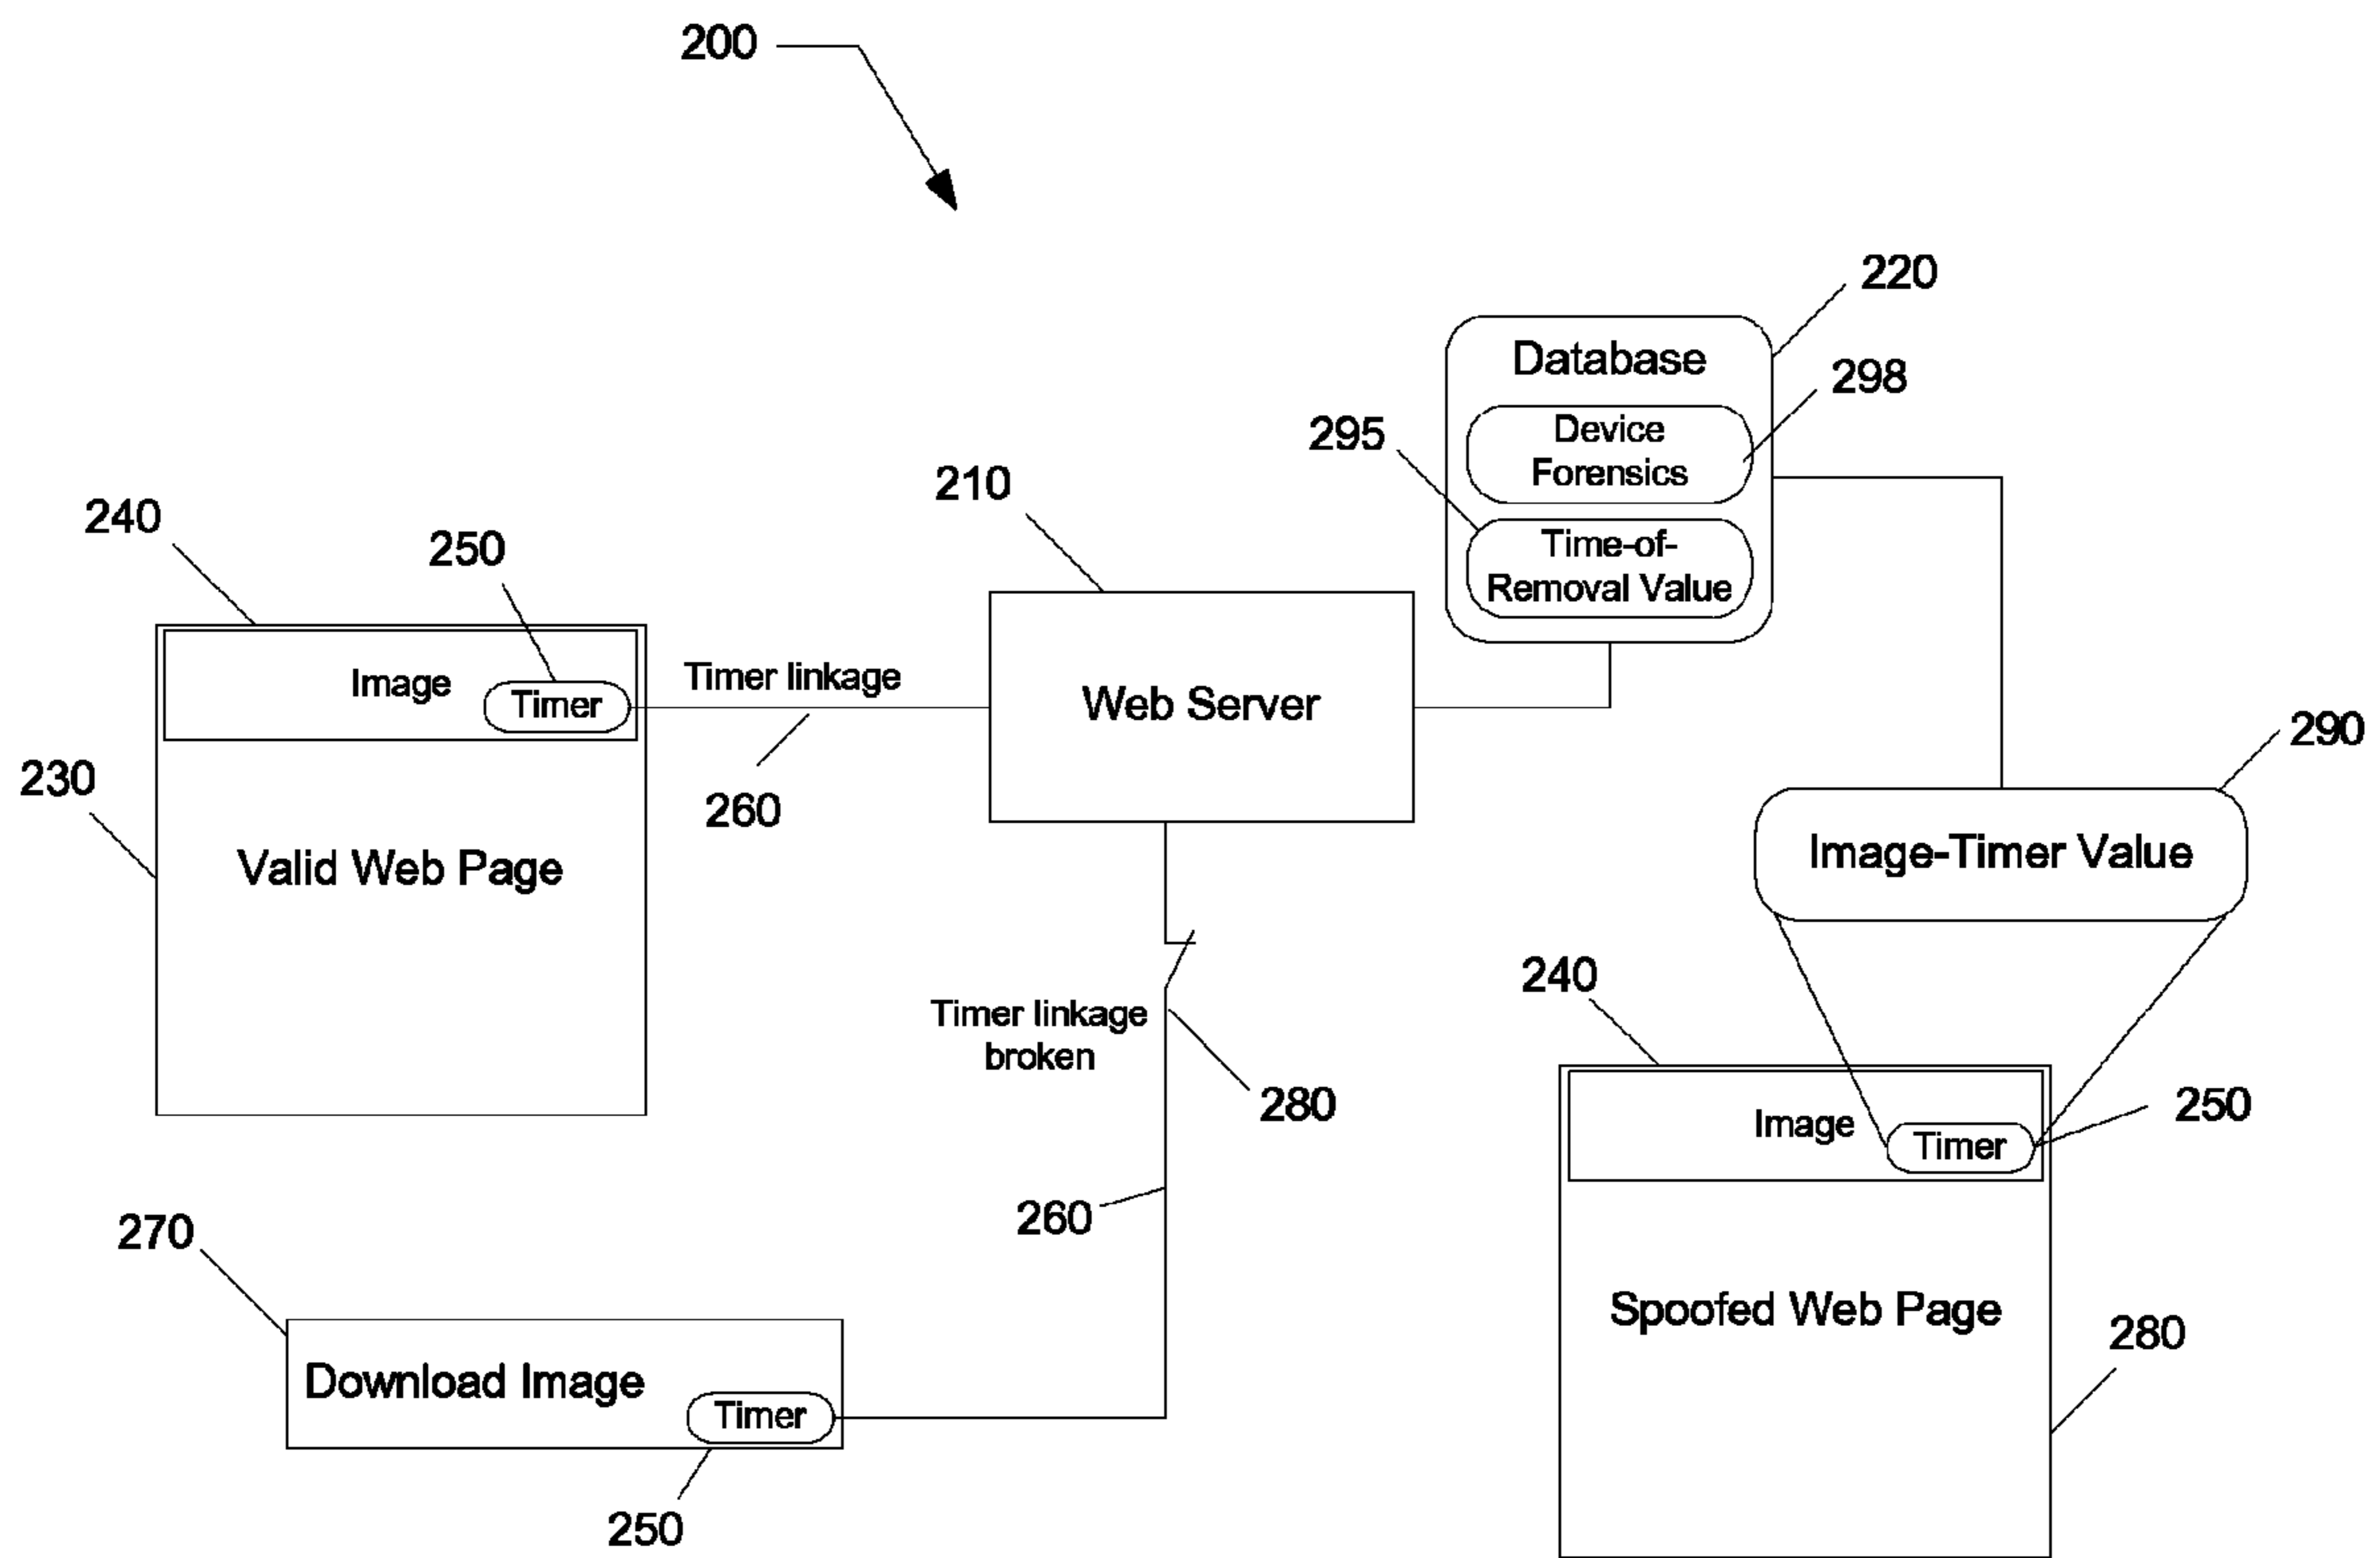 200
220
Database
298
Device
Forensics
295
Time-of-
Removal Value
210
240
250
Image
Timer
Timer linkage
260
Web Server
230
Valid Web Page
290
Image-Timer Value
Timer linkage
broken
280
260
240
Image
Timer
250
Spoofed Web Page
280
270
Download Image
Timer
250